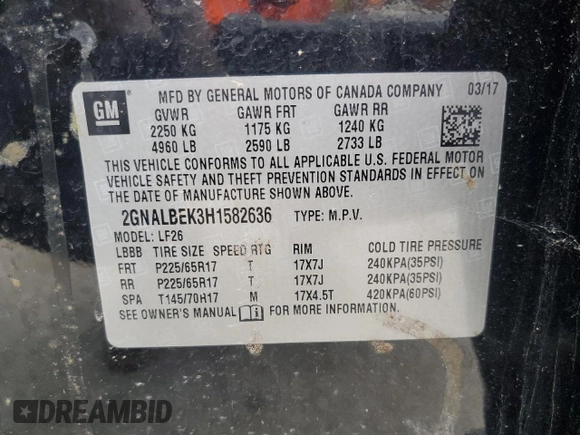 GM
MFD BY GENERAL MOTORS OF CANADA COMPANY 03/17
GVWR GAWR FRT GAWR RR
2250 KG 1175 KG 1240 KG
4960 LB 2590 LB 2733 LB
THIS VEHICLE CONFORMS TO ALL APPLICABLE U.S. FEDERAL MOTOR
VEHICLE SAFETY AND THEFT PREVENTION STANDARDS IN EFFECT ON
THE DATE OF MANUFACTURE SHOWN ABOVE.
2GNALBEK3H1582636 TYPE: M.P.V.
MODEL: LF26
LBBB TIRE SIZE SPEED RTG RIM COLD TIRE PRESSURE
FRT P225/65R17 T 17X7J 240KPA(35PSI)
RR P225/65R17 T 17X7J 240KPA(35PSI)
SPA T145/70H17 M 17X4.5T 420KPA(60PSI)
SEE OWNER'S MANUAL FOR MORE INFORMATION.
DREAMBID